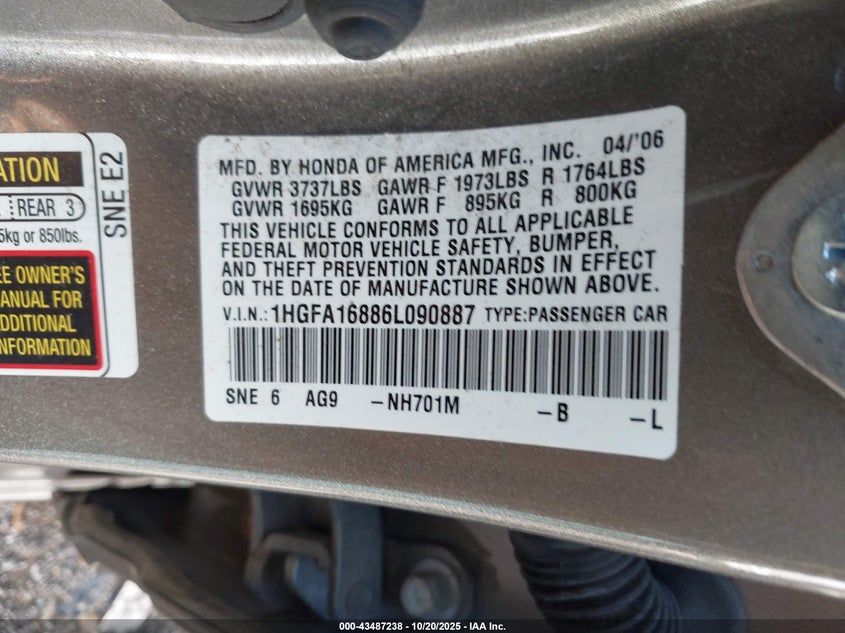 ATION
REAR 3
5kg or 850lbs.
EE OWNER'S
MANUAL FOR
ADDITIONAL
INFORMATION
SNE E2
MFD. BY HONDA OF AMERICA MFG., INC. 04/'06
GVWR 3737LBS GAWR F 1973LBS R 1764LBS
GVWR 1695KG GAWR F 895KG R 800KG
THIS VEHICLE CONFORMS TO ALL APPLICABLE
FEDERAL MOTOR VEHICLE SAFETY, BUMPER,
AND THEFT PREVENTION STANDARDS IN EFFECT
ON THE DATE OF MANUFACTURE SHOWN ABOVE.
V.I.N.: 1HGFA16886L090887 TYPE:PASSENGER CAR
SNE 6 AG9 -NH701M -B -L
000-43487238 - 10/20/2025 - IAA Inc.